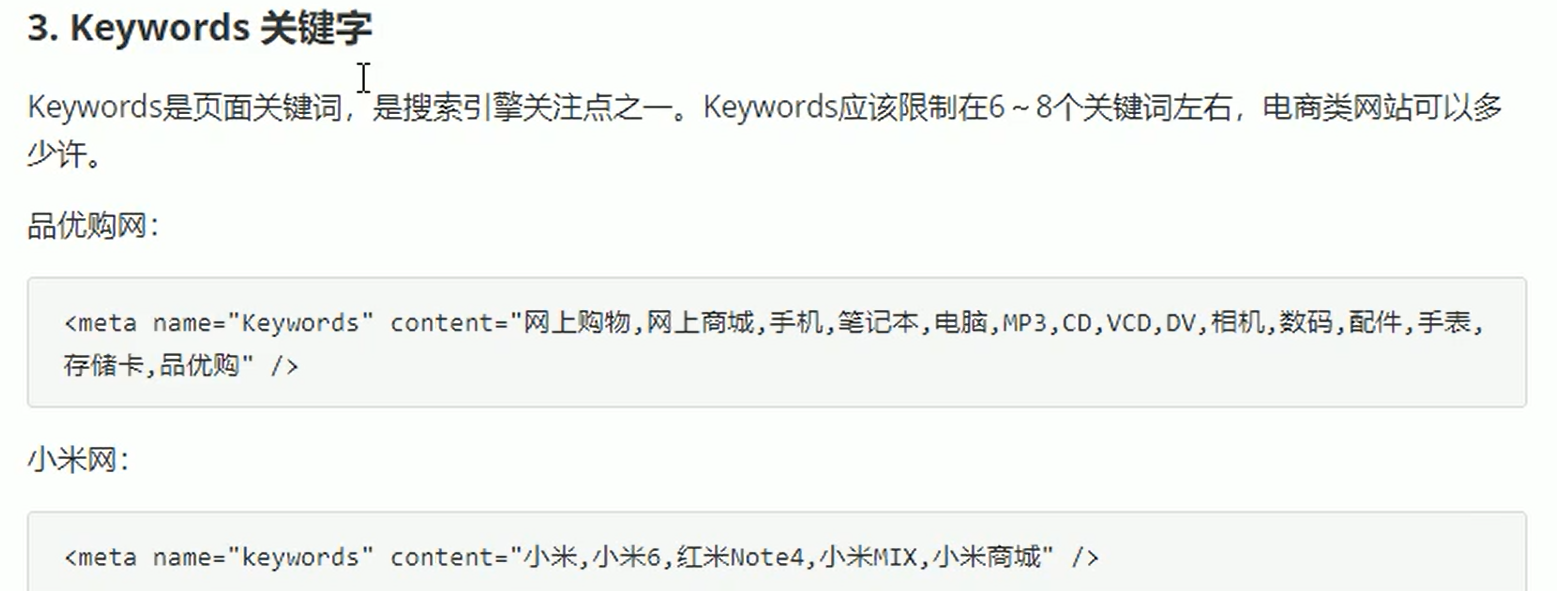 3. Keywords 关键字
Keywords是页面关键词，是搜索引擎关注点之一。Keywords应该限制在6～8个关键词左右，电商类网站可以多
少许。
品优购网：
<meta name="Keywords" content="网上购物,网上商城,手机,笔记本,电脑,MP3,CD,VCD,DV,相机,数码,配件,手表,
存储卡,品优购" />
小米网：
<meta name="keywords" content="小米,小米6,红米Note4,小米MIX,小米商城" />